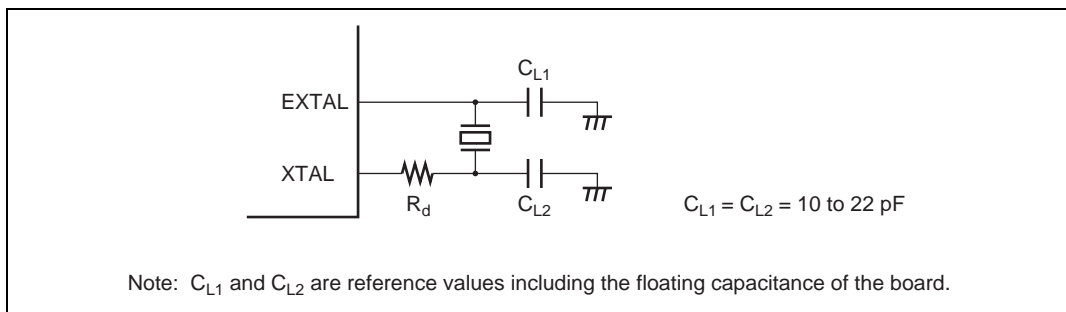 C_L1
EXTAL
XTAL
R_d
C_L2
C_L1 = C_L2 = 10 to 22 pF
Note: C_L1 and C_L2 are reference values including the floating capacitance of the board.